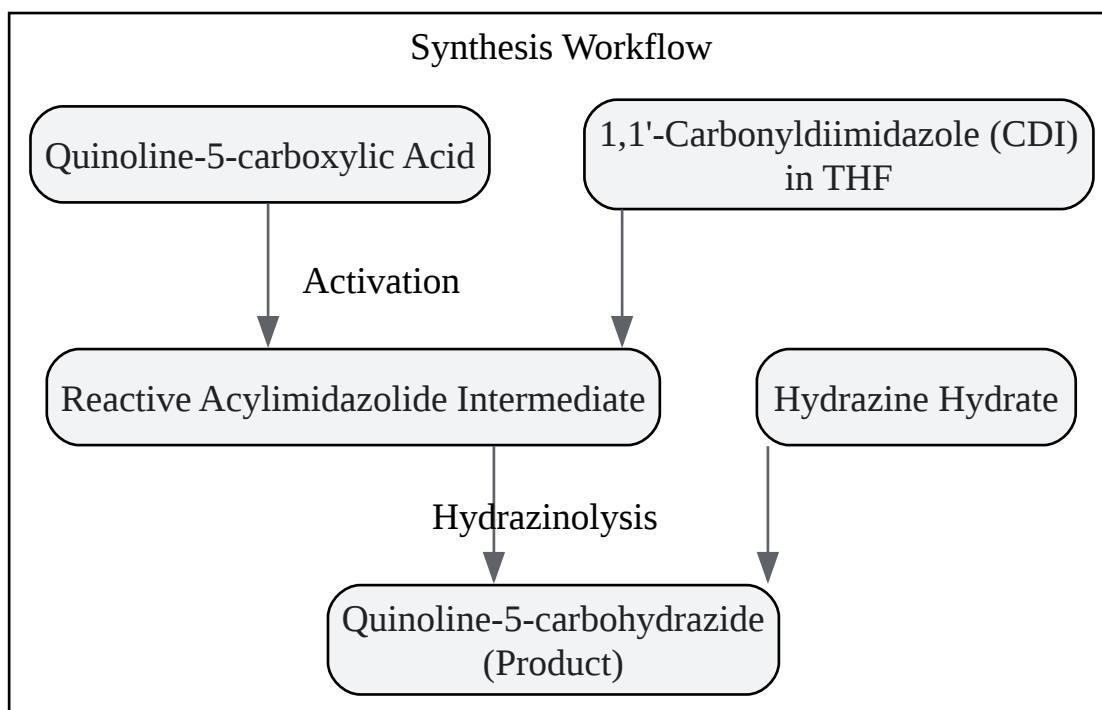 Synthesis Workflow
Quinoline-5-carboxylic Acid
1,1'-Carbonyldiimidazole (CDI)
in THF
Activation
Reactive Acylimidazolide Intermediate
Hydrazine Hydrate
Hydrazinolysis
Quinoline-5-carbohydrazide
(Product)